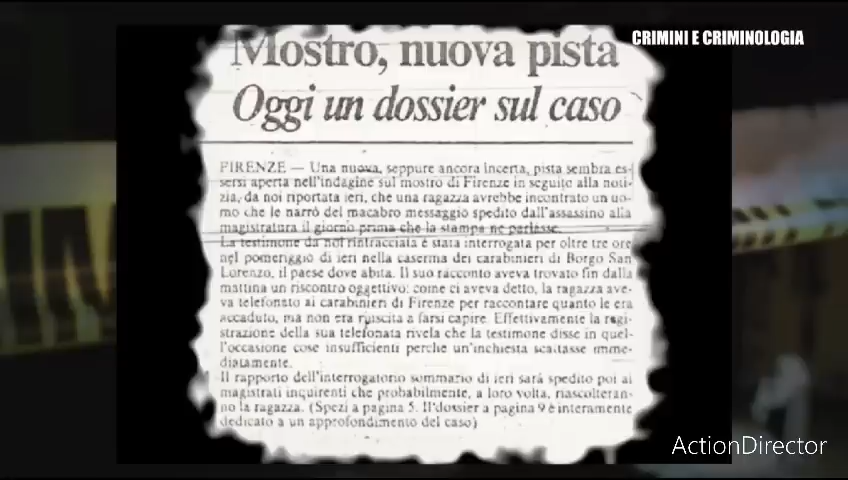 CRIMINI E CRIMINOLOGIA
Mostro, nuova pista
Oggi un dossier sul caso
FIRENZE — Una nuova, seppure ancora incerta, pista sembra es-
sersi aperta nell'indagine sul mostro di Firenze in seguito alla noti-
zia, da noi riportata ieri, che una ragazza avrebbe incontrato un uo-
mo che le narrò del macabro messaggio spedito dall'assassino alla
magistratura il giorno prima che la stampa ne parlasse.
La testimone da noi rintracciata è stata interrogata per oltre tre ore
nel pomeriggio di ieri nella caserma dei carabinieri di Borgo San
Lorenzo, il paese dove abita. Il suo racconto aveva trovato fin dalla
mattina un riscontro oggettivo: come ci aveva detto, la ragazza ave-
va telefonato ai carabinieri di Firenze per raccontare quanto le era
accaduto, ma non era riuscita a farsi capire. Effettivamente la regi-
strazione della sua telefonata rivela che la testimone disse in quel-
l'occasione cose insufficienti perché un'inchiesta scattasse imme-
diatamente.
Il rapporto dell'interrogatorio sommario di ieri sarà spedito poi ai
magistrati inquirenti che probabilmente, a loro volta, riascolteran-
no la ragazza. (Spezi a pagina 5. Il dossier a pagina 9 è interamente
dedicato a un approfondimento del caso)
ActionDirector